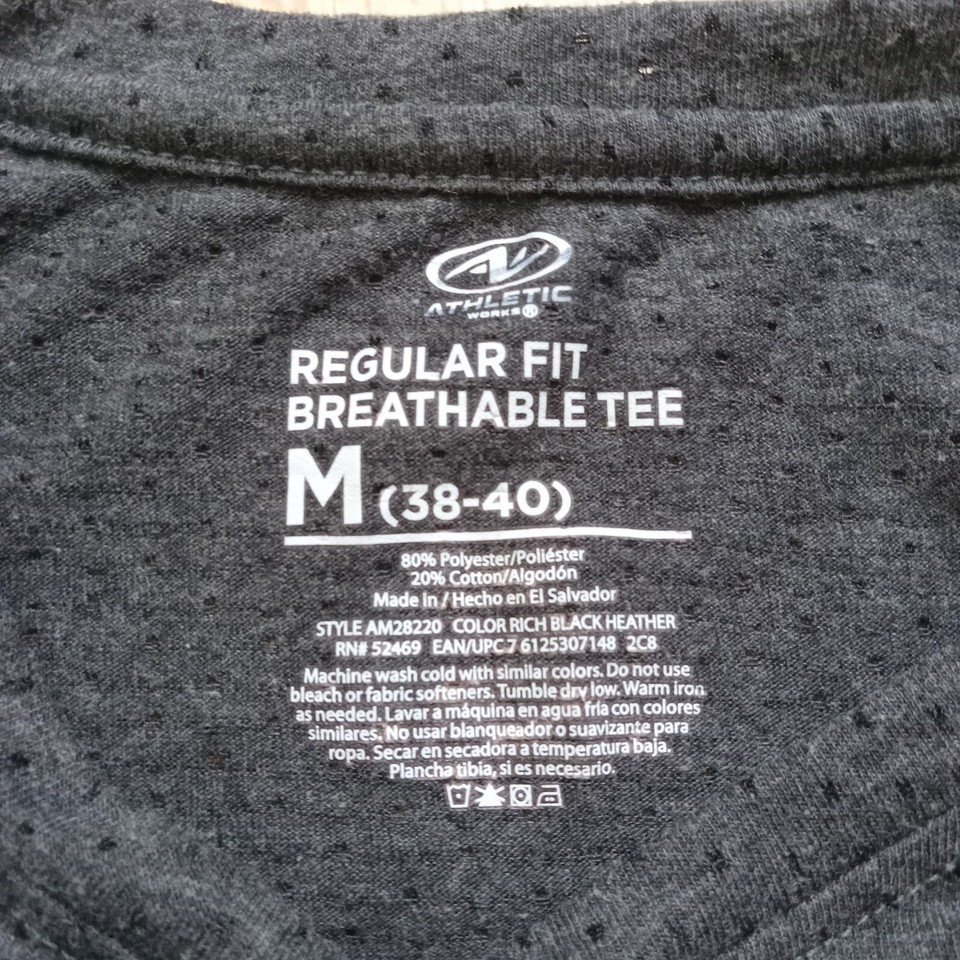 ATHLETIC
WORKS®
REGULAR FIT
BREATHABLE TEE
M (38-40)
80% Polyester/Poliéster
20% Cotton/Algodón
Made in / Hecho en El Salvador
STYLE AM28220 COLOR RICH BLACK HEATHER
RN# 52469 EAN/UPC 7 6125307148 2C8
Machine wash cold with similar colors. Do not use
bleach or fabric softeners. Tumble dry low. Warm iron
as needed. Lavar a máquina en agua fría con colores
similares. No usar blanqueador o suavizante para
ropa. Secar en secadora a temperatura baja.
Plancha tibia, si es necesario.